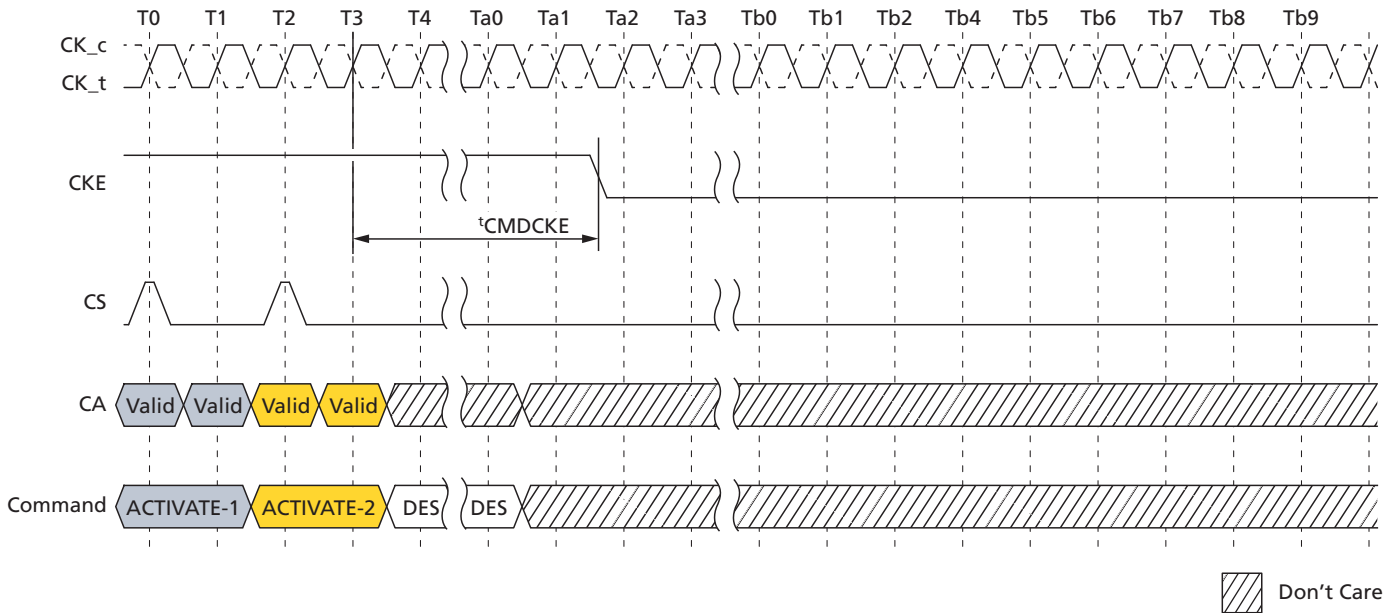 T0 T1 T2 T3 T4 Ta0 Ta1 Ta2 Ta3 Tb0 Tb1 Tb2 Tb4 Tb5 Tb6 Tb7 Tb8 Tb9
CK_c
CK_t
CKE
tCMDCKE
CS
CA Valid Valid Valid Valid
Command ACTIVATE-1 ACTIVATE-2 DES DES
Don't Care